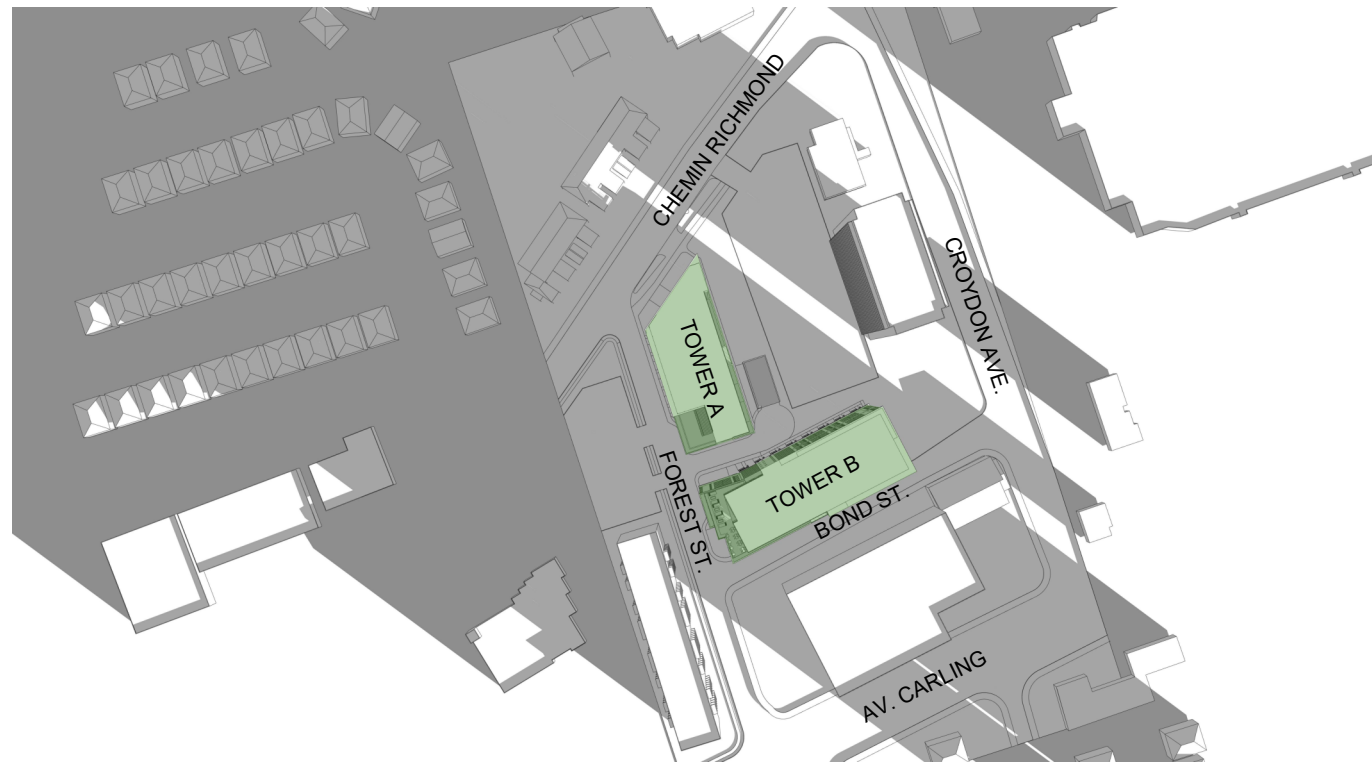 CHEMIN RICHMOND
CROYDON AVE.
TOWER A
TOWER B
FOREST ST.
BOND ST.
AV. CARLING